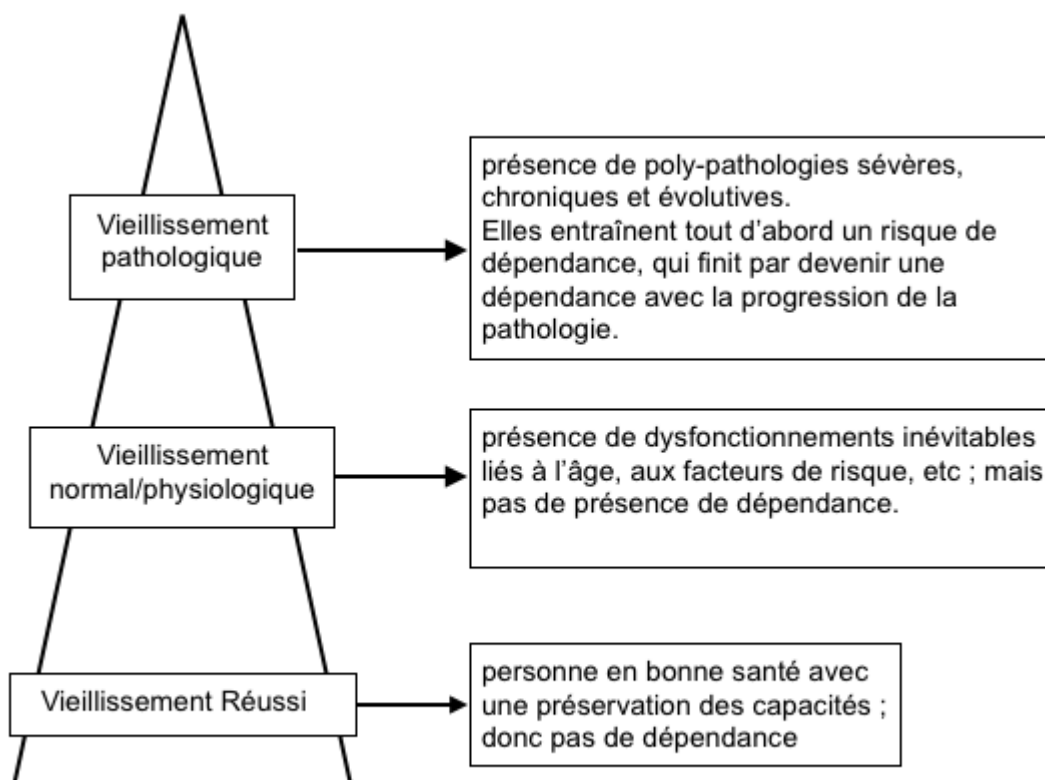 Vieillissement
pathologique
présence de poly-pathologies sévères,
chroniques et évolutives.
Elles entraînent tout d’abord un risque de
dépendance, qui finit par devenir une
dépendance avec la progression de la
pathologie.
Vieillissement
normal/physiologique
présence de dysfonctionnements inévitables
liés à l’âge, aux facteurs de risque, etc ; mais
pas de présence de dépendance.
Vieillissement Réussi
personne en bonne santé avec
une préservation des capacités ;
donc pas de dépendance